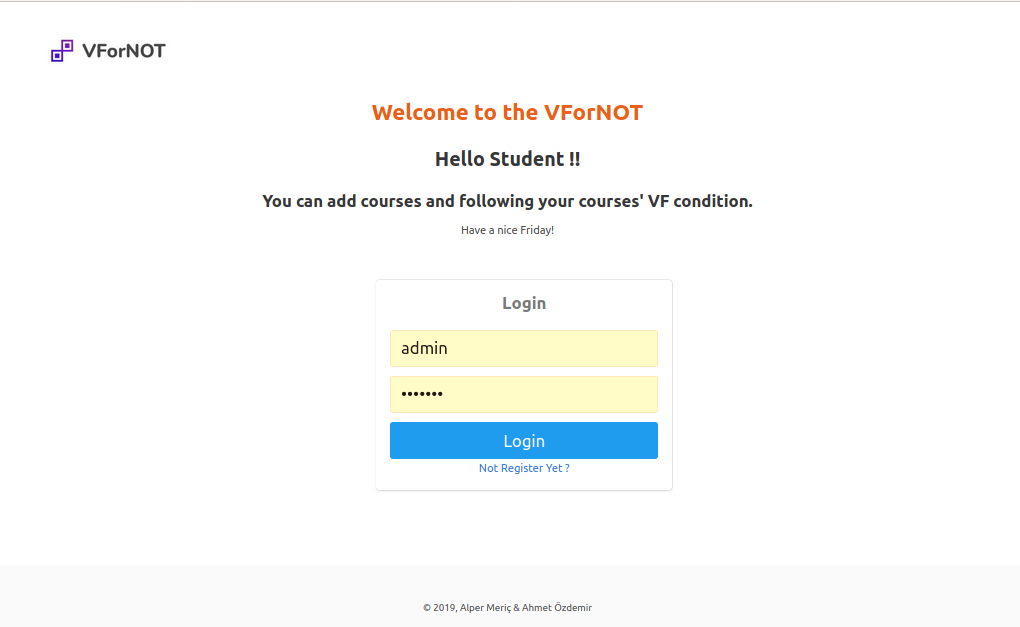 VForNOT
Welcome to the VForNOT
Hello Student !!
You can add courses and following your courses' VF condition.
Have a nice Friday!
Login
admin
•••••••
Login
Not Register Yet ?
© 2019, Alper Meriç & Ahmet Özdemir